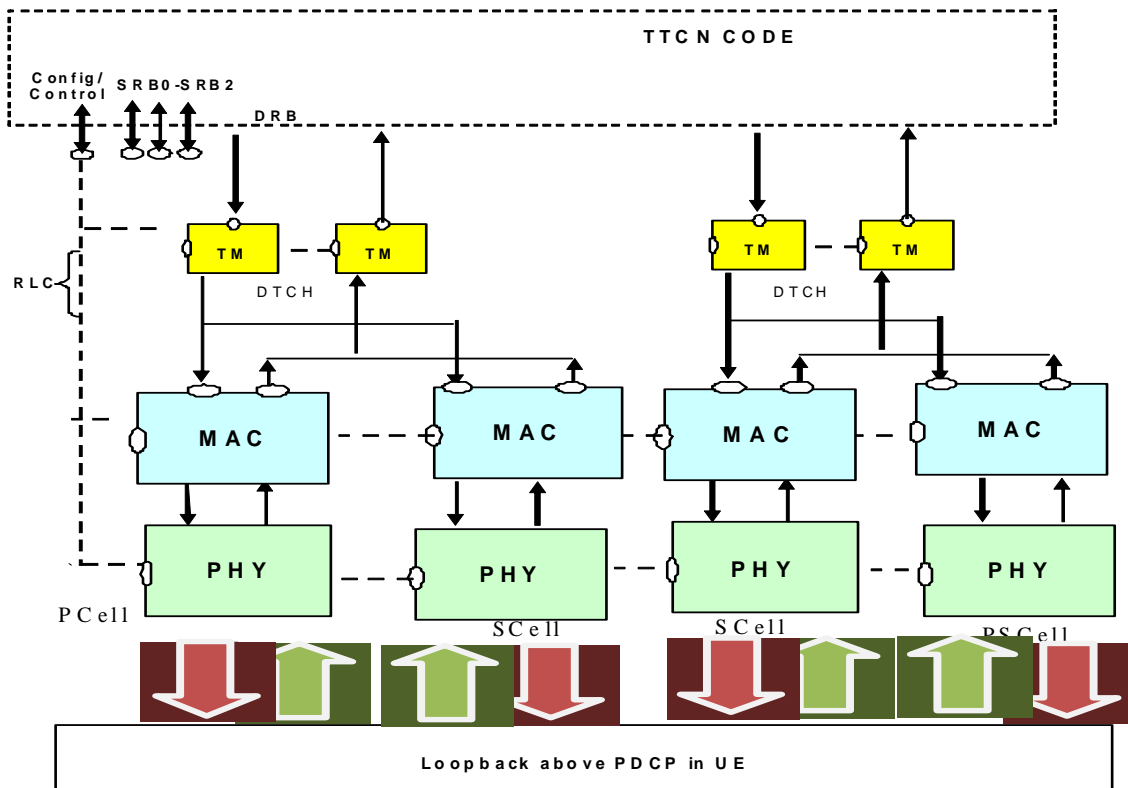 TTCN CODE
Config/
Control
SRB0-SRB2
DRB
TM
TM
TM
TM
RLC
DTCH
DTCH
MAC
MAC
MAC
MAC
PHY
PHY
PHY
PHY
PCell
SCell
SCell
PSCell
Loopback above PDCP in UE